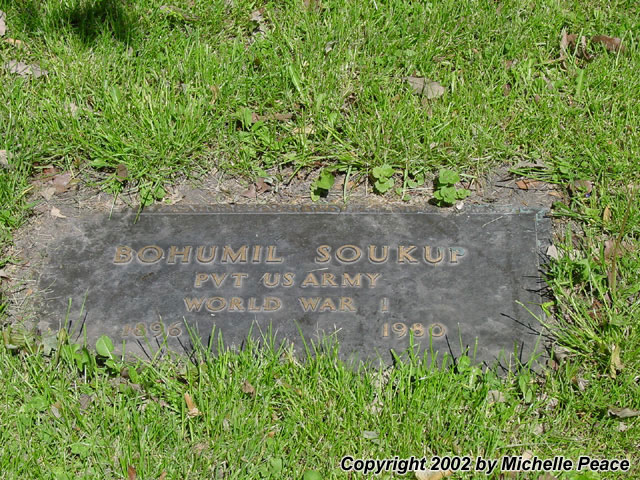 BOHUMIL SOUKUP
PVT US ARMY
WORLD WAR I
1896 1980
Copyright 2002 by Michelle Peace